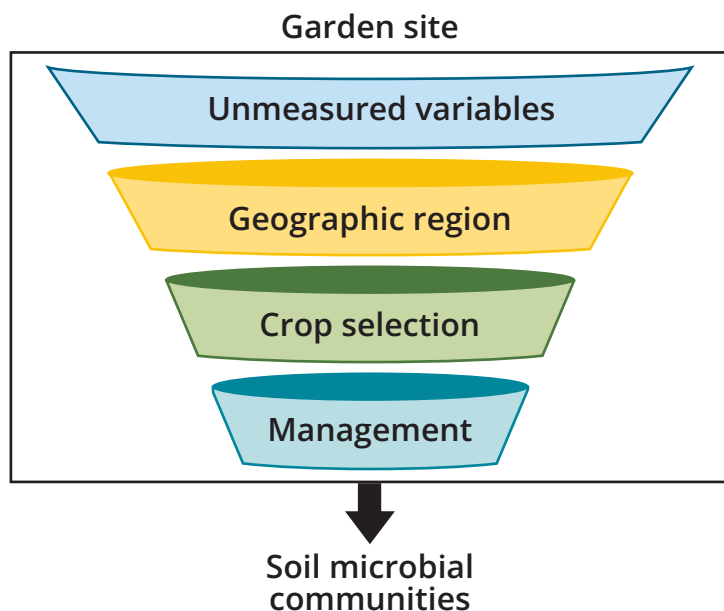 Garden site
Unmeasured variables
Geographic region
Crop selection
Management
Soil microbial
communities